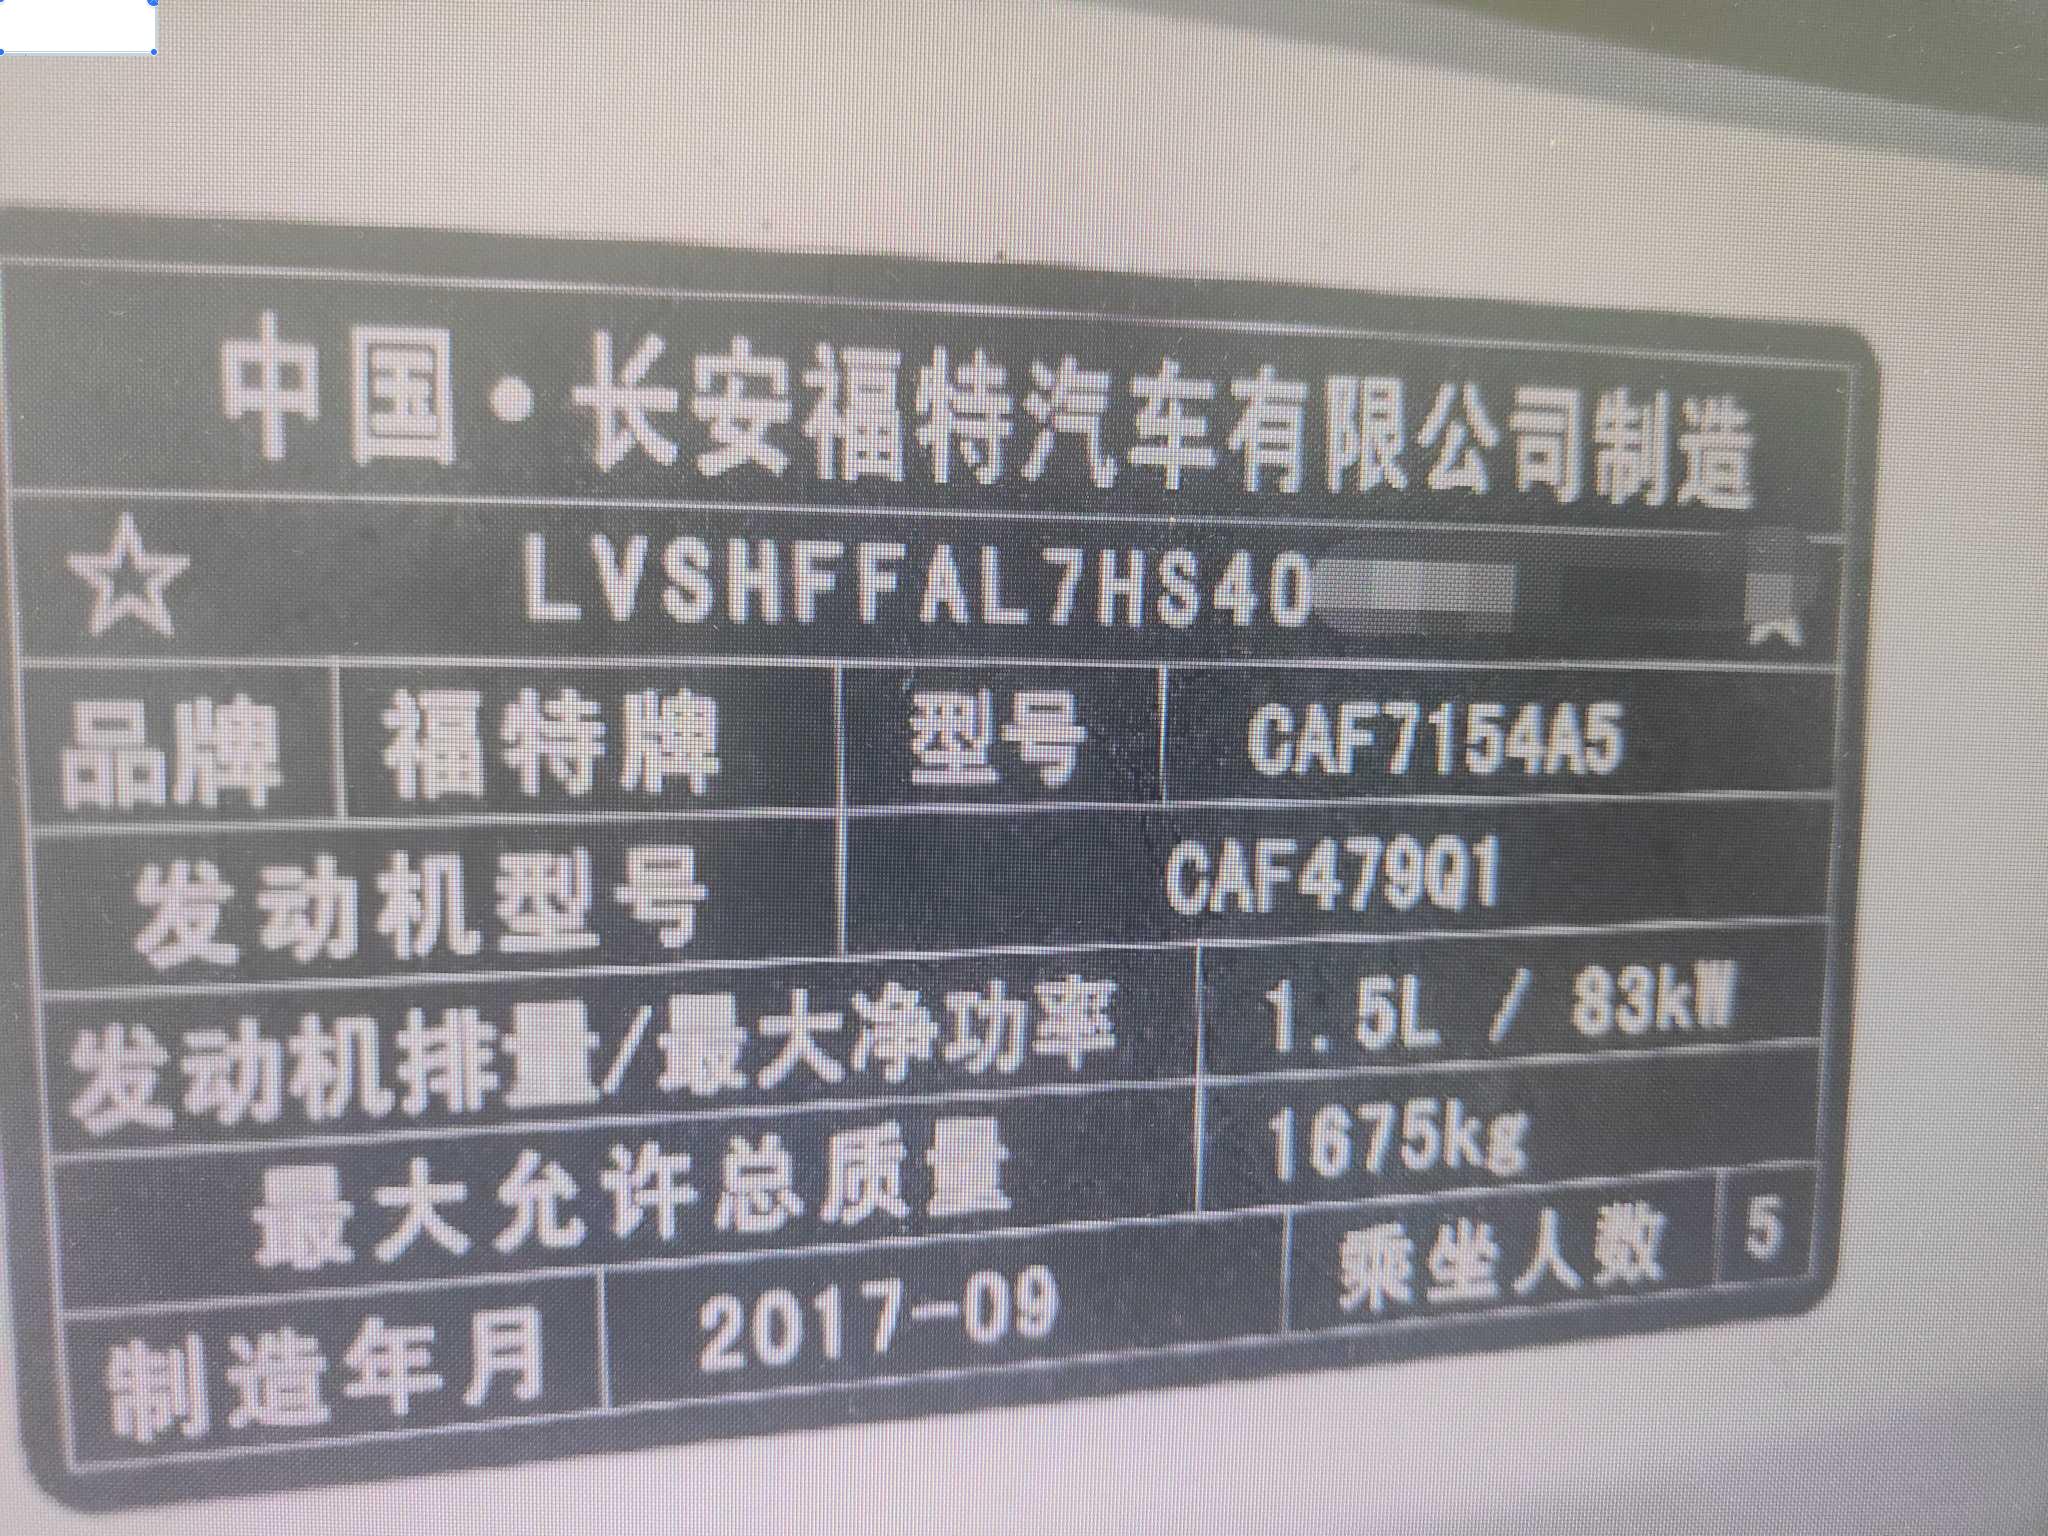 中国·长安福特汽车有限公司制造
☆ LVSHFFAL7HS40
品牌 福特牌 型号 CAF7154A5
发动机型号 CAF479Q1
发动机排量/最大净功率 1.5L / 83kW
最大允许总质量 1675kg
制造年月 2017-09 乘坐人数 5